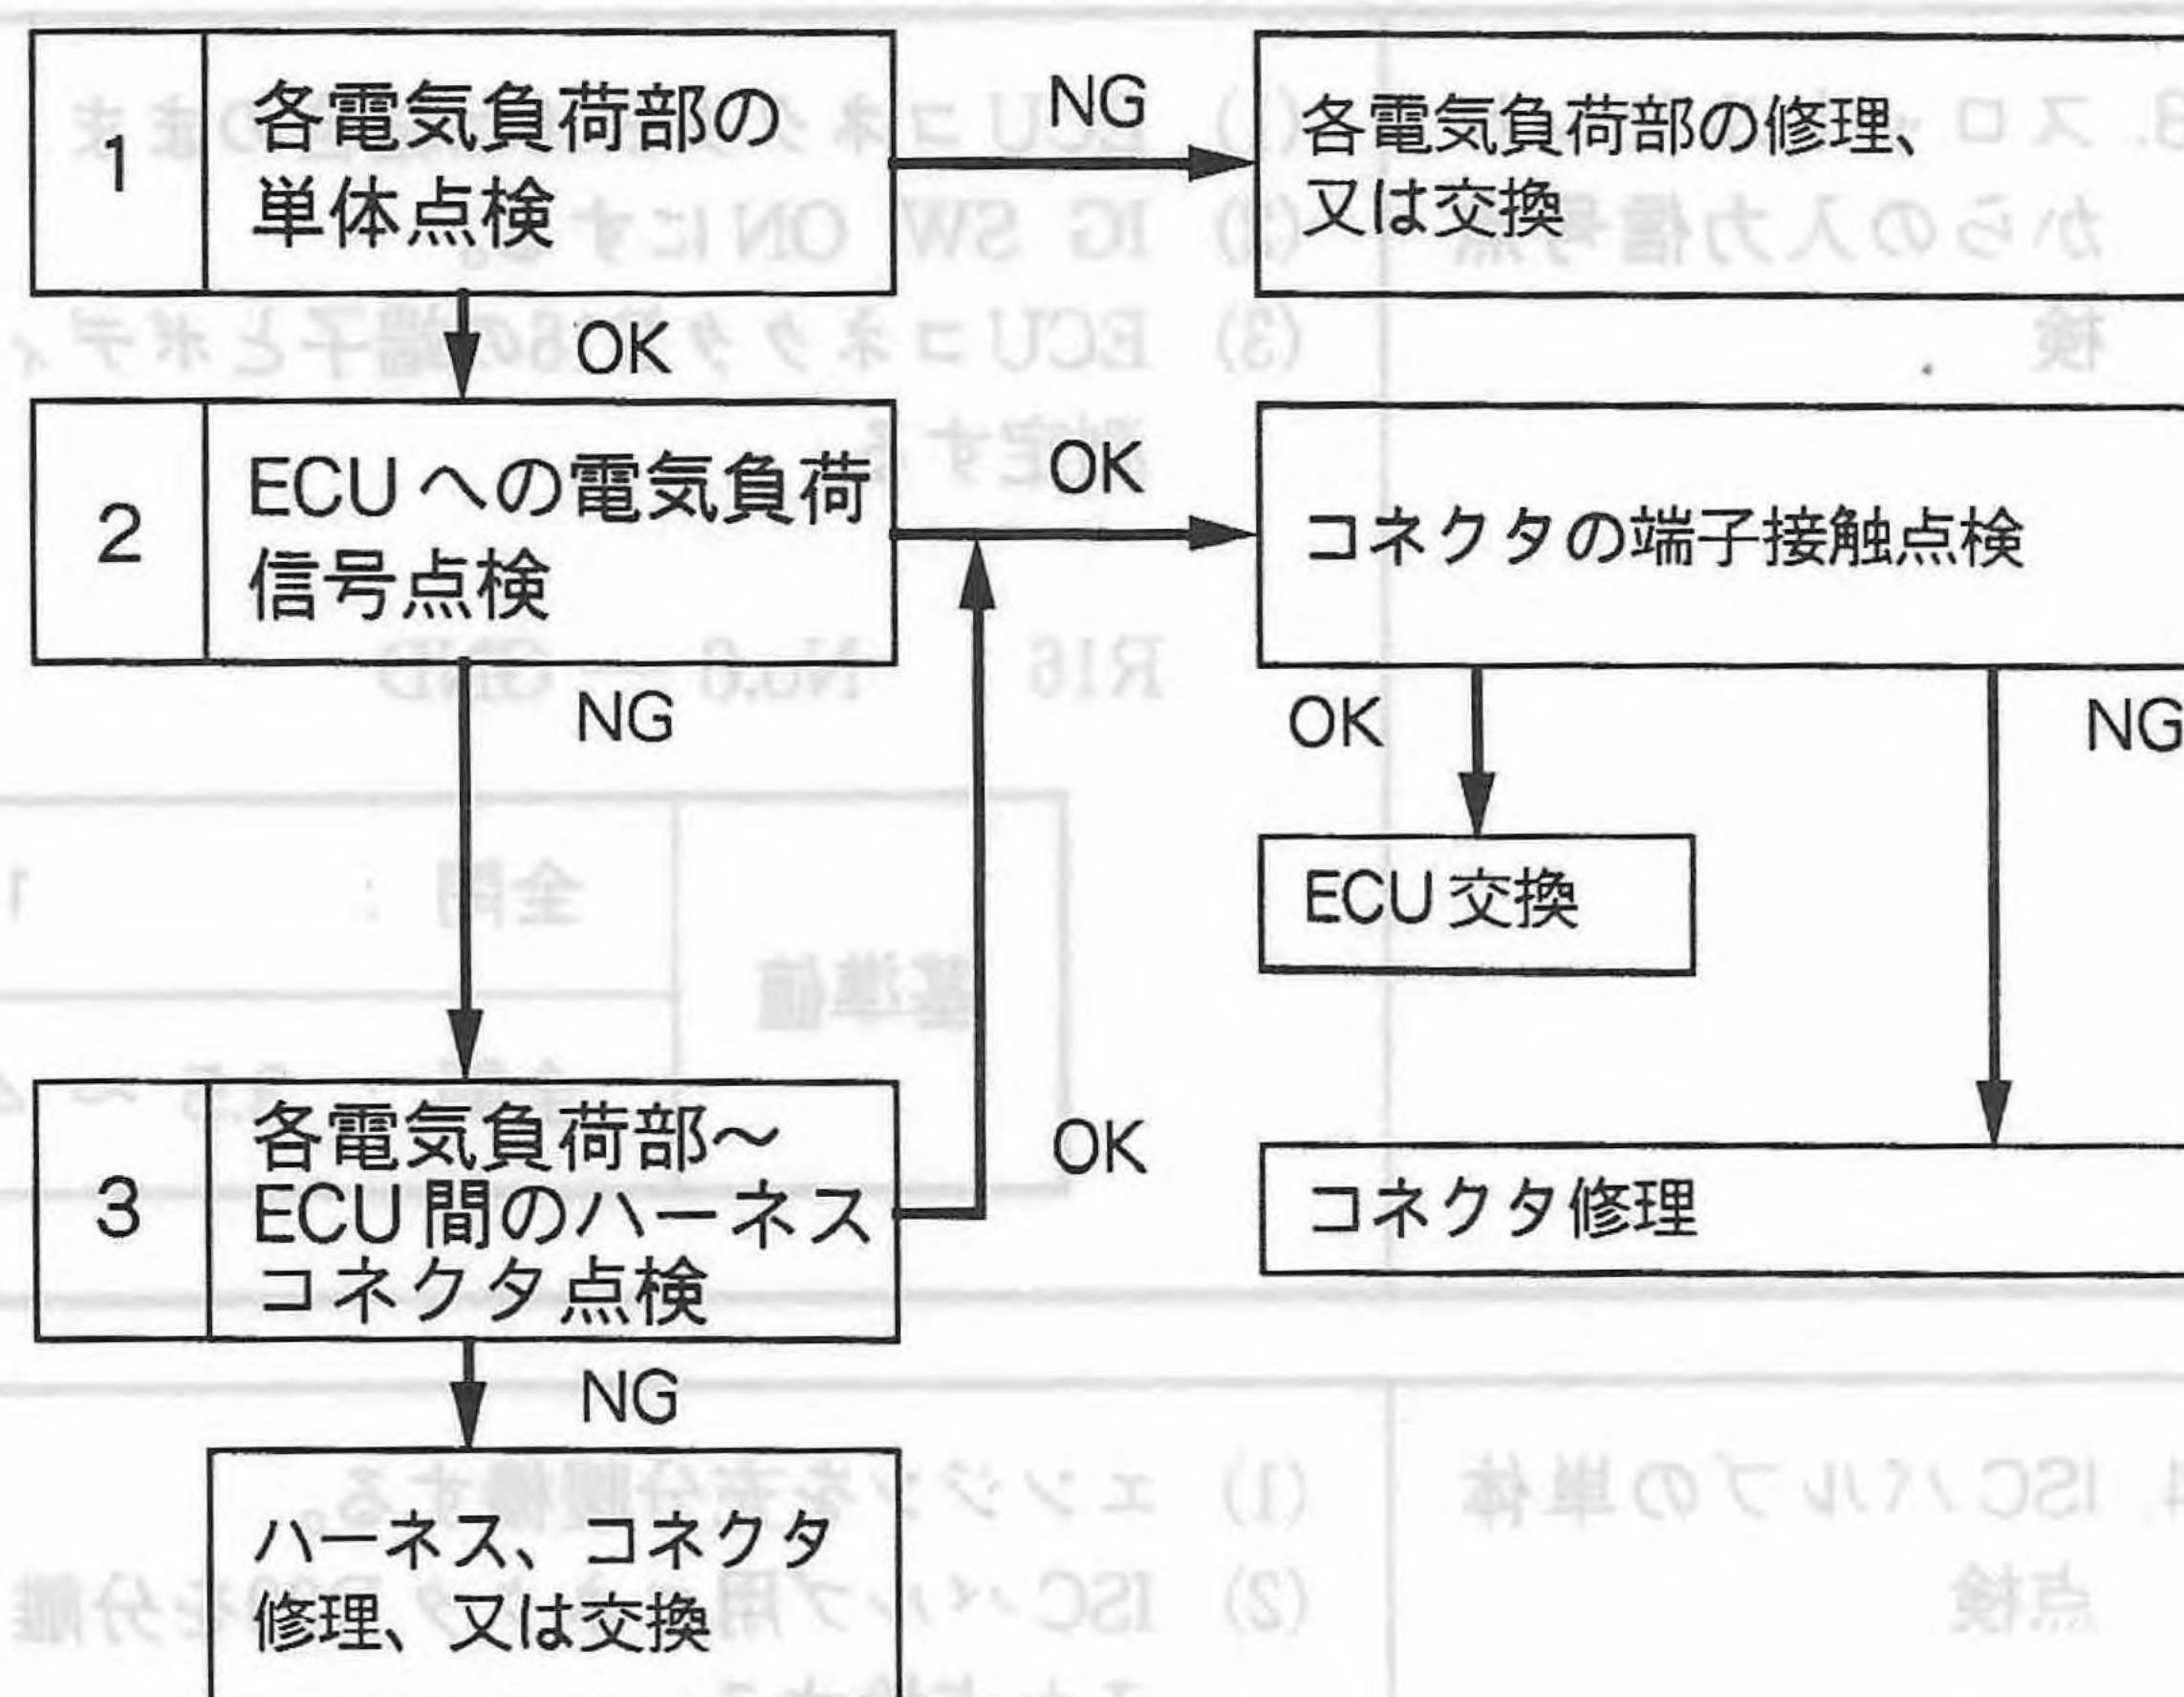 1
各電気負荷部の
単体点検
NG
各電気負荷部の修理、
又は交換
OK
2
ECUへの電気負荷
信号点検
OK
コネクタの端子接触点検
NG
OK
NG
ECU交換
3
各電気負荷部〜
ECU間のハーネス
コネクタ点検
OK
コネクタ修理
NG
ハーネス、コネクタ
修理、又は交換